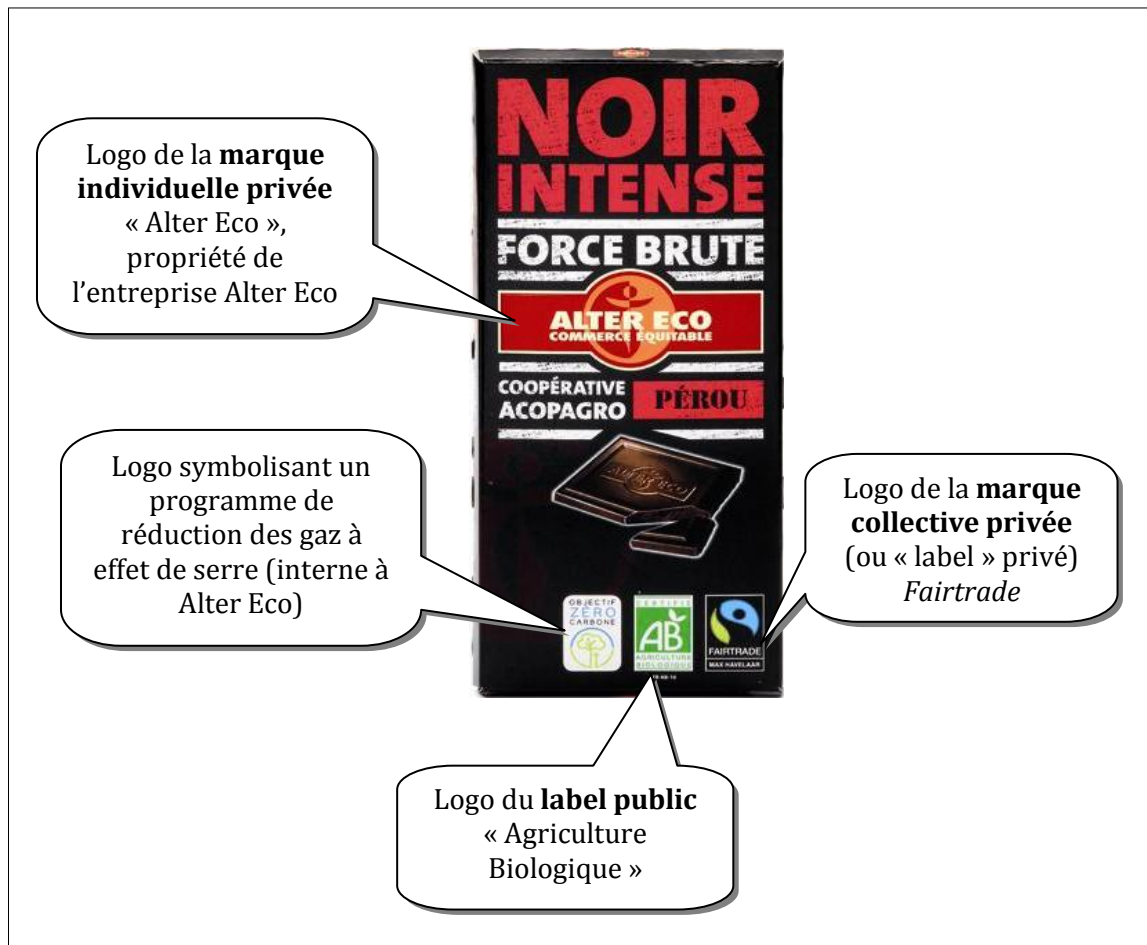 NOIR
INTENSE
FORCE BRUTE
ALTER ECO
COMMERCE ÉQUITABLE
COOPÉRATIVE
ACOPAGRO
PÉROU
ALTER ECO
OBJECTIF
ZÉRO
CARBONE
CERTIFIÉ
AB
AGRICULTURE
BIOLOGIQUE
FAIRTRADE
MAX HAVELAAR
Logo de la marque
individuelle privée
« Alter Eco »,
propriété de
l’entreprise Alter Eco
Logo symbolisant un
programme de
réduction des gaz à
effet de serre (interne à
Alter Eco)
Logo de la marque
collective privée
(ou « label » privé)
Fairtrade
Logo du label public
« Agriculture
Biologique »